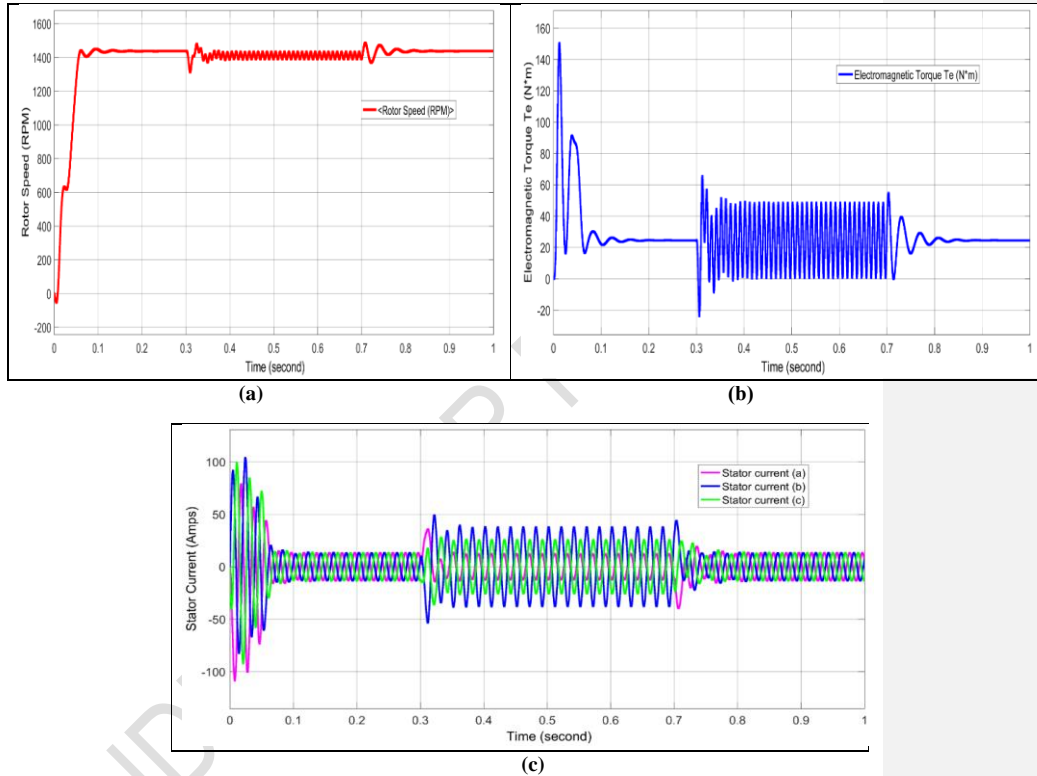 1600
1400
1200
1000
800
600
400
200
0
-200
Rotor Speed (RPM)
<Rotor Speed (RPM)>
0 0.1 0.2 0.3 0.4 0.5 0.6 0.7 0.8 0.9 1
Time (second)
(a)
160
140
120
100
80
60
40
20
0
-20
Electromagnetic Torque Te (N*m)
Electromagnetic Torque Te (N*m)
0 0.1 0.2 0.3 0.4 0.5 0.6 0.7 0.8 0.9 1
Time (second)
(b)
100
50
0
-50
-100
Stator Current (Amps)
Stator current (a)
Stator current (b)
Stator current (c)
0 0.1 0.2 0.3 0.4 0.5 0.6 0.7 0.8 0.9 1
Time (second)
(c)